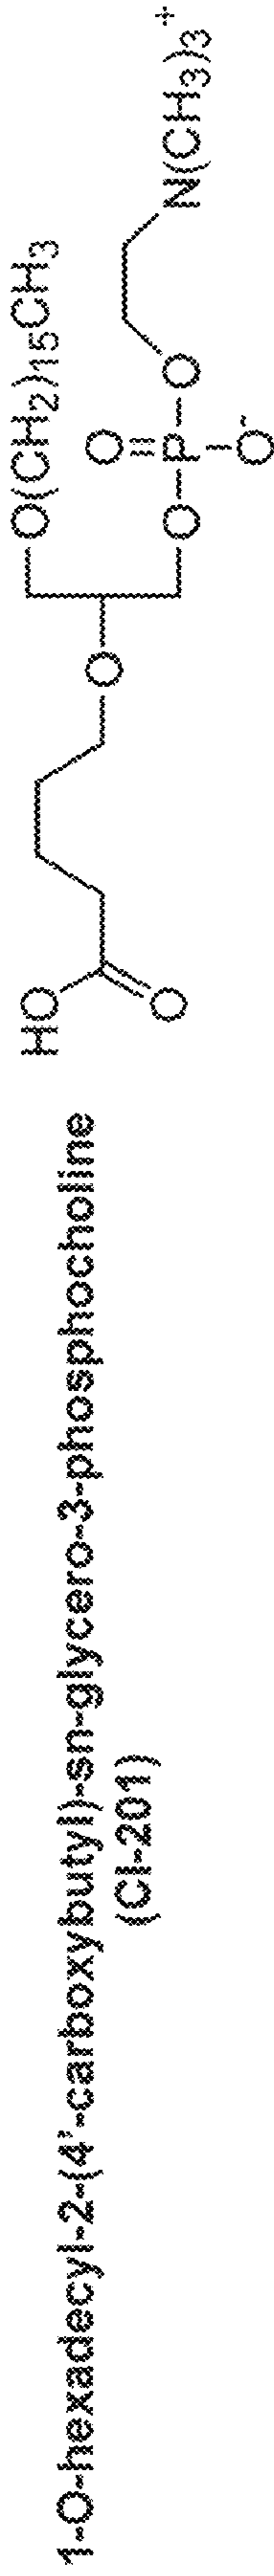 1-O-hexadecyl-2-(4'-carboxybutyl)-sn-glycero-3-phosphocholine
(CI-201)
HO
O
O
O(CH2)15CH3
O
O-P-O
O-
N(CH3)3+